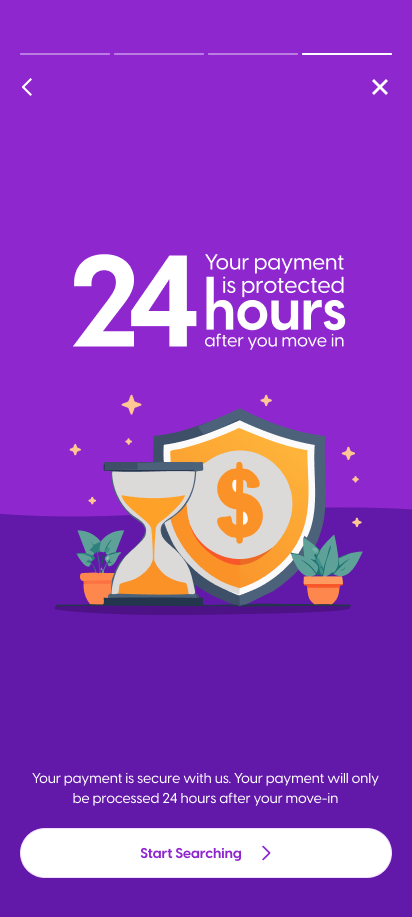 24 Your payment
is protected
hours
after you move in
$
Your payment is secure with us. Your payment will only
be processed 24 hours after your move-in
Start Searching